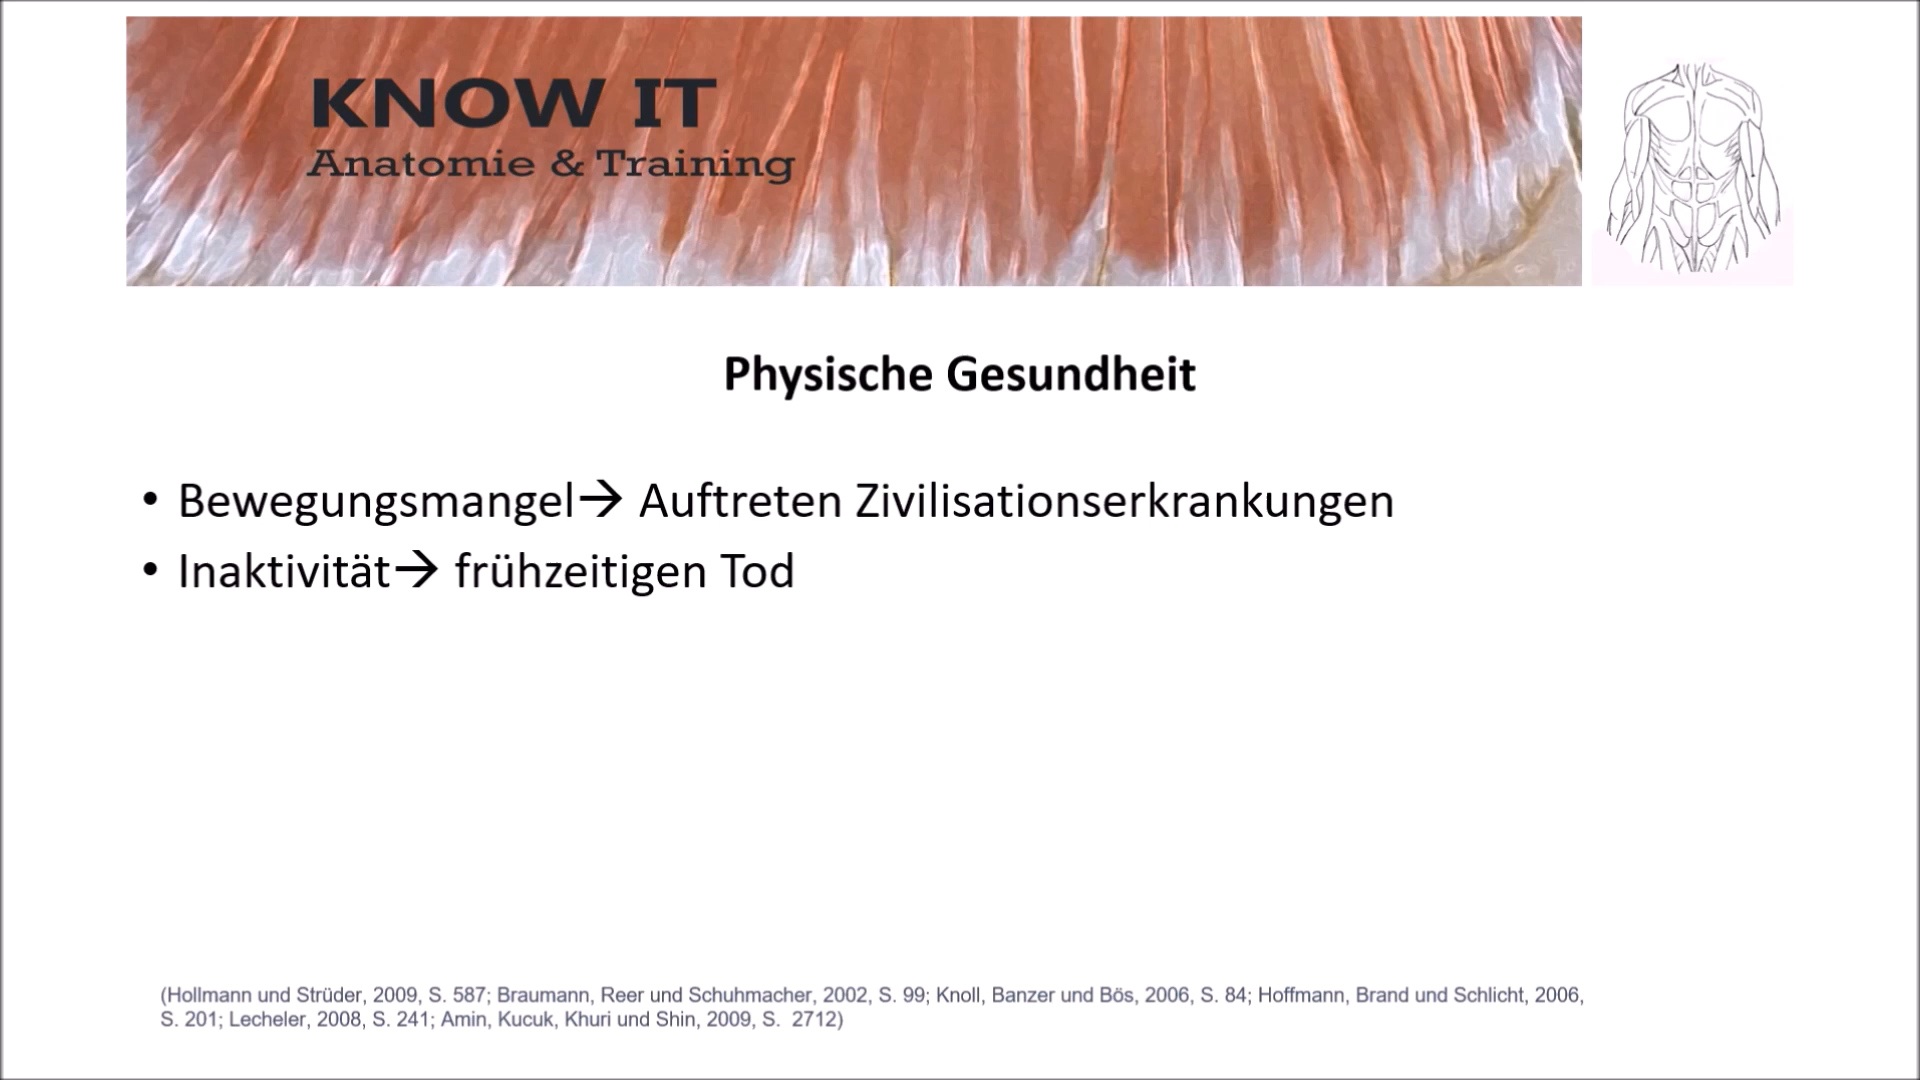 KNOW IT
Anatomie & Training
Physische Gesundheit
• Bewegungsmangel→ Auftreten Zivilisationserkrankungen
• Inaktivität→ frühzeitigen Tod
(Hollmann und Strüder, 2009, S. 587; Braumann, Reer und Schuhmacher, 2002, S. 99; Knoll, Banzer und Bös, 2006, S. 84; Hoffmann, Brand und Schlicht, 2006,
S. 201; Lecheler, 2008, S. 241; Amin, Kucuk, Khuri und Shin, 2009, S. 2712)